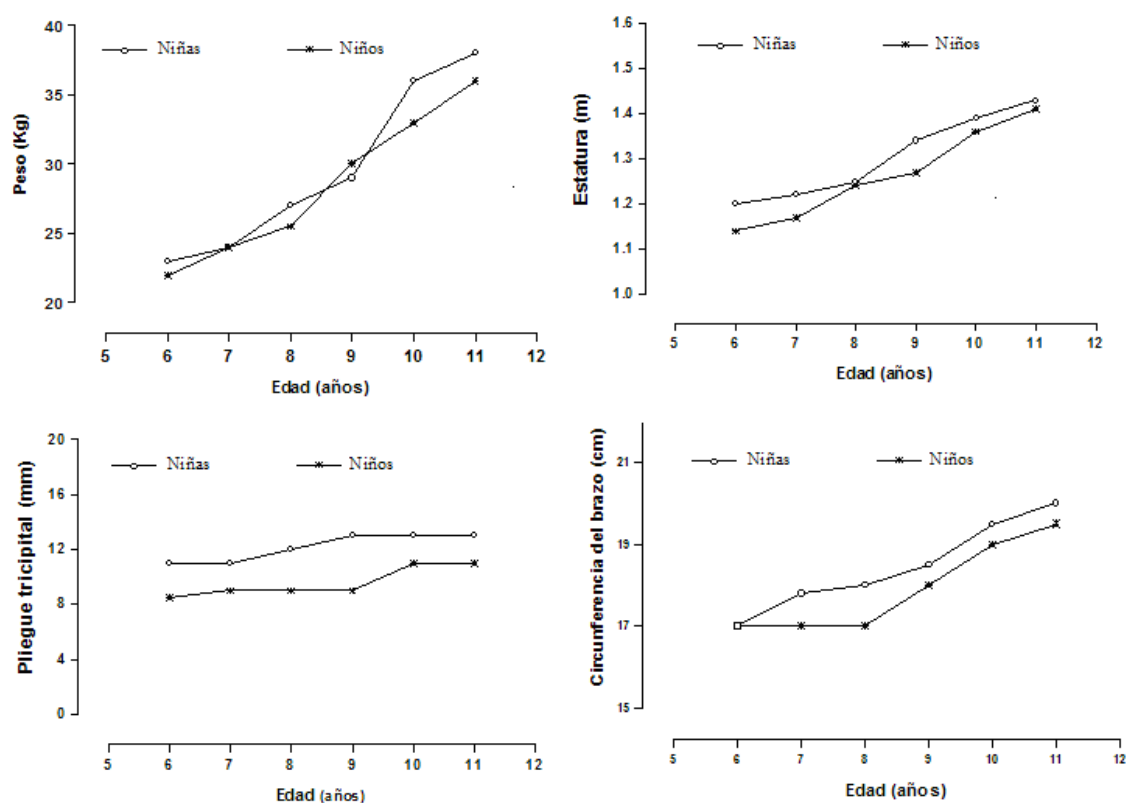 Niñas Niños
Peso (Kg)
40
35
30
25
20
5 6 7 8 9 10 11 12
Edad (años)
Niñas Niños
Estatura (m)
1.6
1.5
1.4
1.3
1.2
1.1
1.0
5 6 7 8 9 10 11 12
Edad (años)
Niñas Niños
Pliegue tricipital (mm)
20
16
12
8
4
0
5 6 7 8 9 10 11 12
Edad (años)
Niñas Niños
Circunferencia del brazo (cm)
21
19
17
15
5 6 7 8 9 10 11 12
Edad (años)